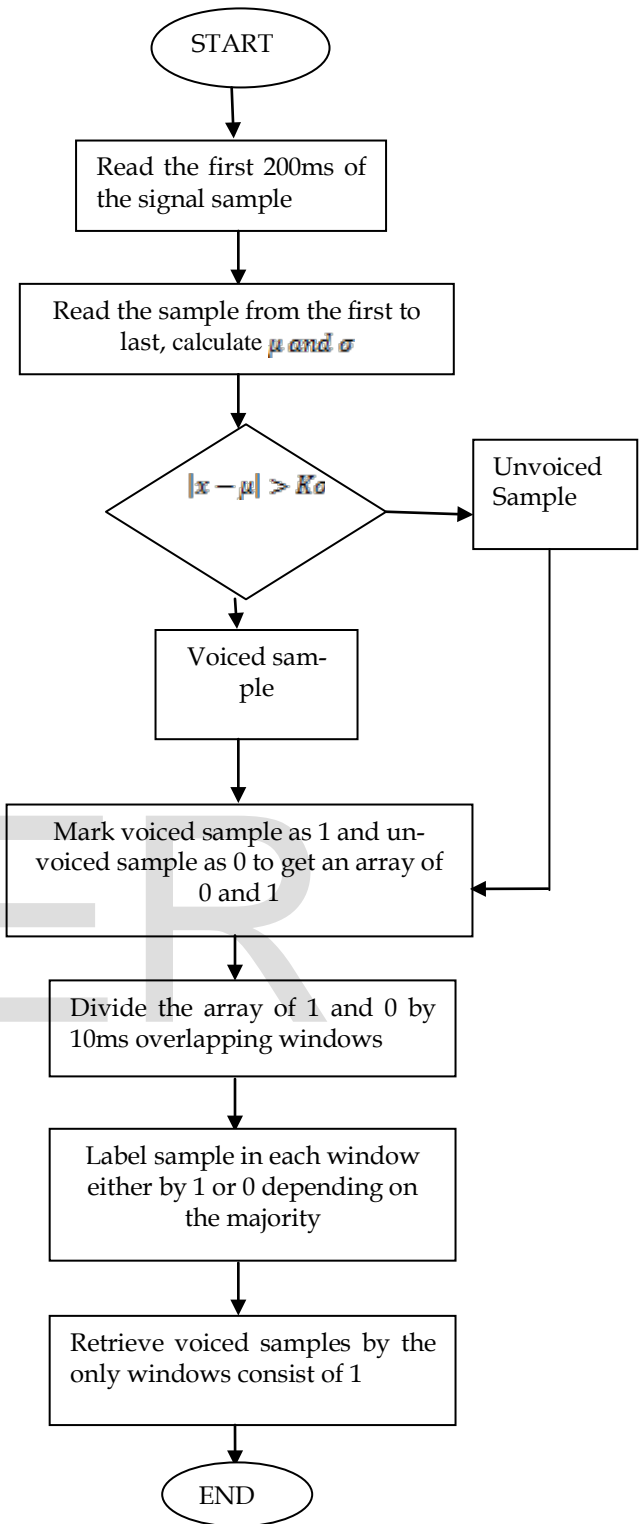 START
Read the first 200ms of
the signal sample
Read the sample from the first to
last, calculate μ and σ
|x − μ| > Kσ
Unvoiced
Sample
Voiced sam-
ple
Mark voiced sample as 1 and un-
voiced sample as 0 to get an array of
0 and 1
Divide the array of 1 and 0 by
10ms overlapping windows
Label sample in each window
either by 1 or 0 depending on
the majority
Retrieve voiced samples by the
only windows consist of 1
END
ER